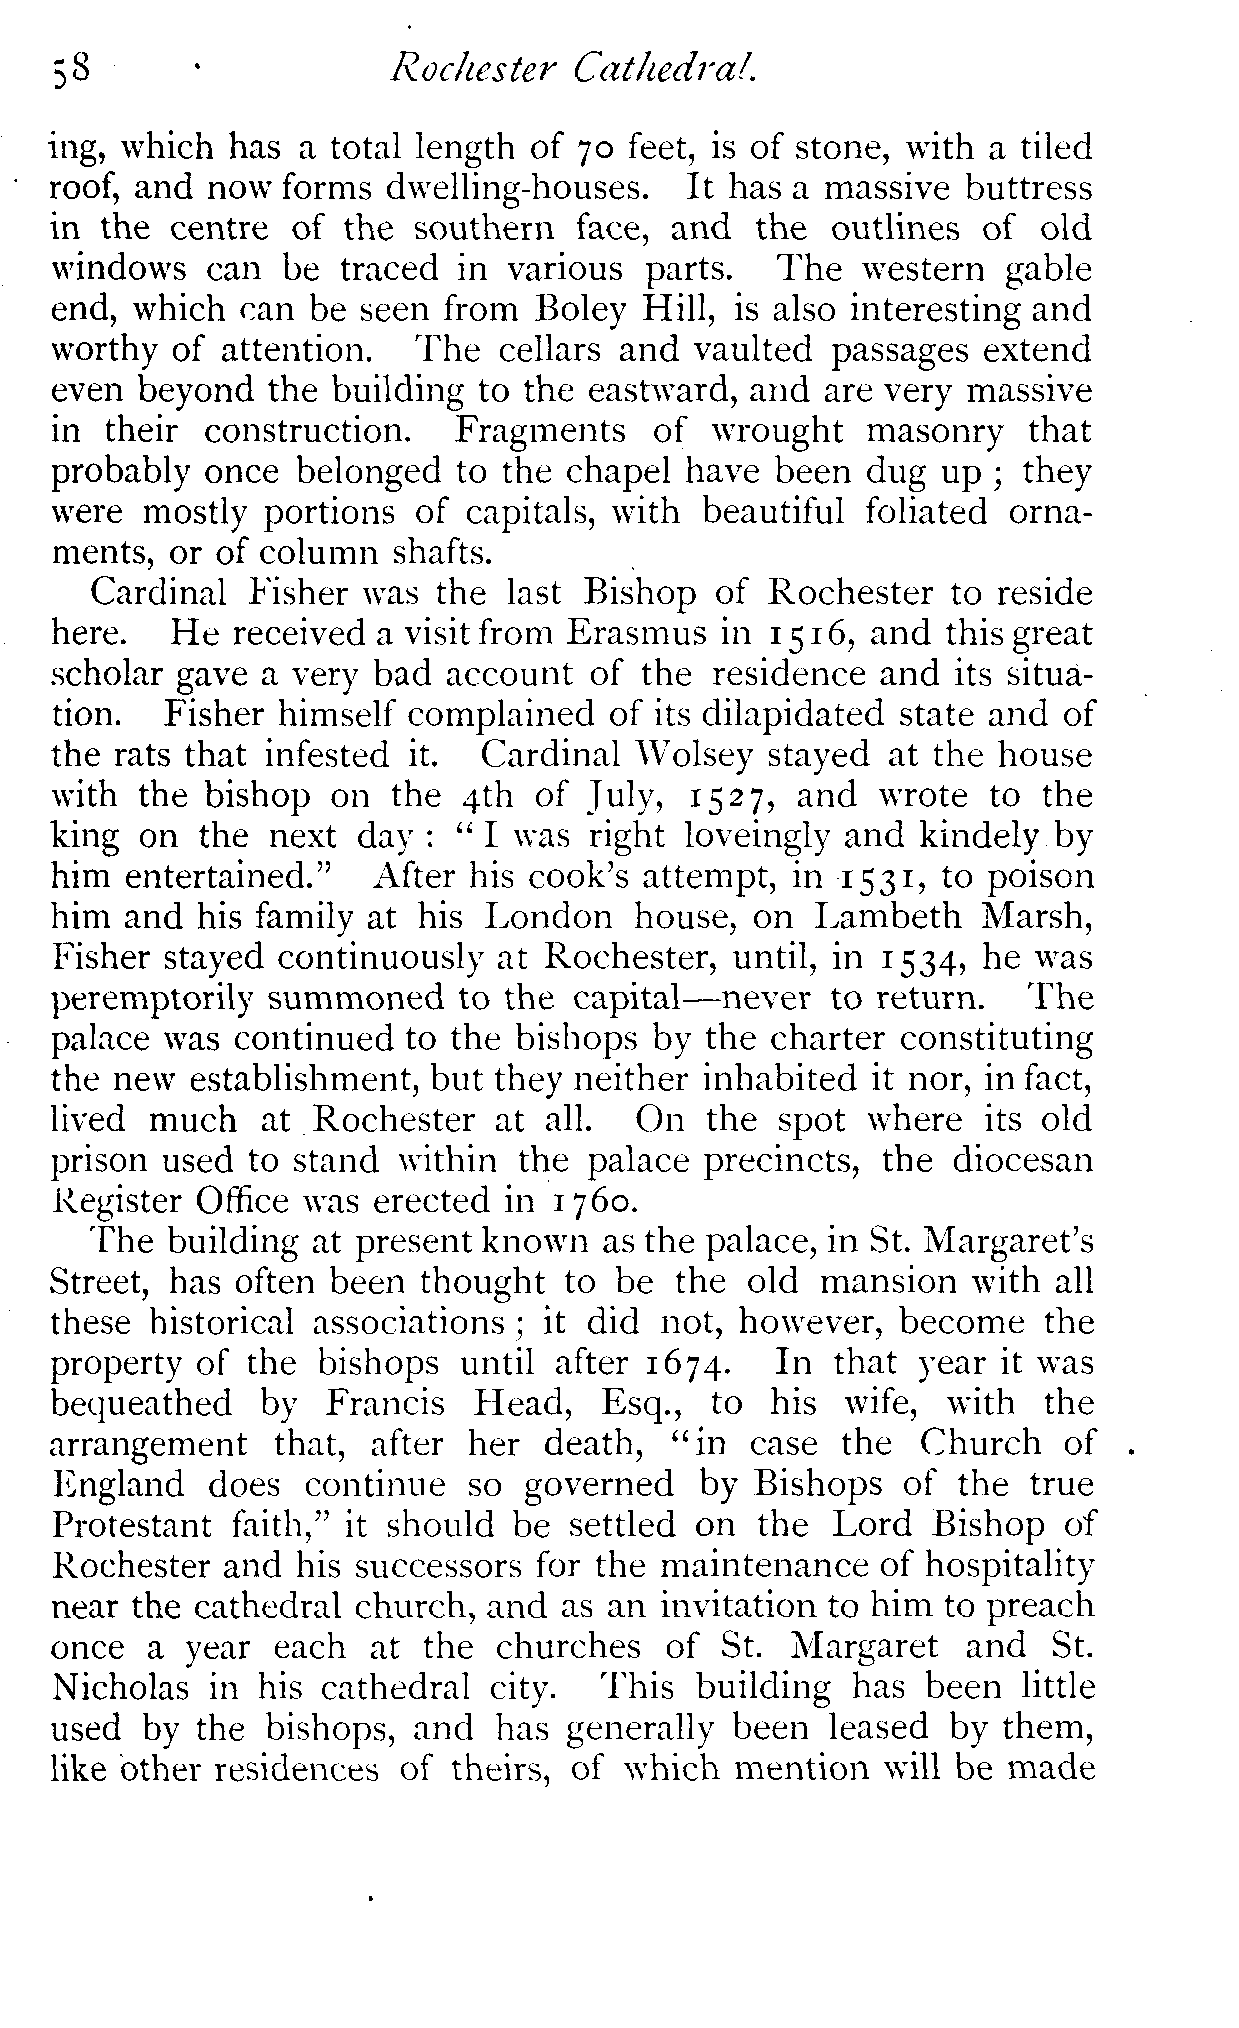 58 Rochester Cathedral.
ing, which has a total length of 70 feet, is of stone, with a tiled
roof, and now forms dwelling-houses. It has a massive buttress
in the centre of the southern face, and the outlines of old
windows can be traced in various parts. The western gable
end, which can be seen from Boley Hill, is also interesting and
worthy of attention. The cellars and vaulted passages extend
even beyond the building to the eastward, and are very massive
in their construction. Fragments of wrought masonry that
probably once belonged to the chapel have been dug up ; they
were mostly portions of capitals, with beautiful foliated orna-
ments, or of column shafts.
Cardinal Fisher was the last Bishop of Rochester to reside
here. He received a visit from Erasmus in 1516, and this great
scholar gave a very bad account of the residence and its situa-
tion. Fisher himself complained of its dilapidated state and of
the rats that infested it. Cardinal Wolsey stayed at the house
with the bishop on the 4th of July, 1527, and wrote to the
king on the next day : “ I was right loveingly and kindely by
him entertained.” After his cook’s attempt, in 1531, to poison
him and his family at his London house, on Lambeth Marsh,
Fisher stayed continuously at Rochester, until, in 1534, he was
peremptorily summoned to the capital—never to return. The
palace was continued to the bishops by the charter constituting
the new establishment, but they neither inhabited it nor, in fact,
lived much at Rochester at all. On the spot where its old
prison used to stand within the palace precincts, the diocesan
Register Office was erected in 1760.
The building at present known as the palace, in St. Margaret’s
Street, has often been thought to be the old mansion with all
these historical associations ; it did not, however, become the
property of the bishops until after 1674. In that year it was
bequeathed by Francis Head, Esq., to his wife, with the
arrangement that, after her death, “in case the Church of
England does continue so governed by Bishops of the true
Protestant faith,” it should be settled on the Lord Bishop of
Rochester and his successors for the maintenance of hospitality
near the cathedral church, and as an invitation to him to preach
once a year each at the churches of St. Margaret and St.
Nicholas in his cathedral city. This building has been little
used by the bishops, and has generally been leased by them,
like other residences of theirs, of which mention will be made